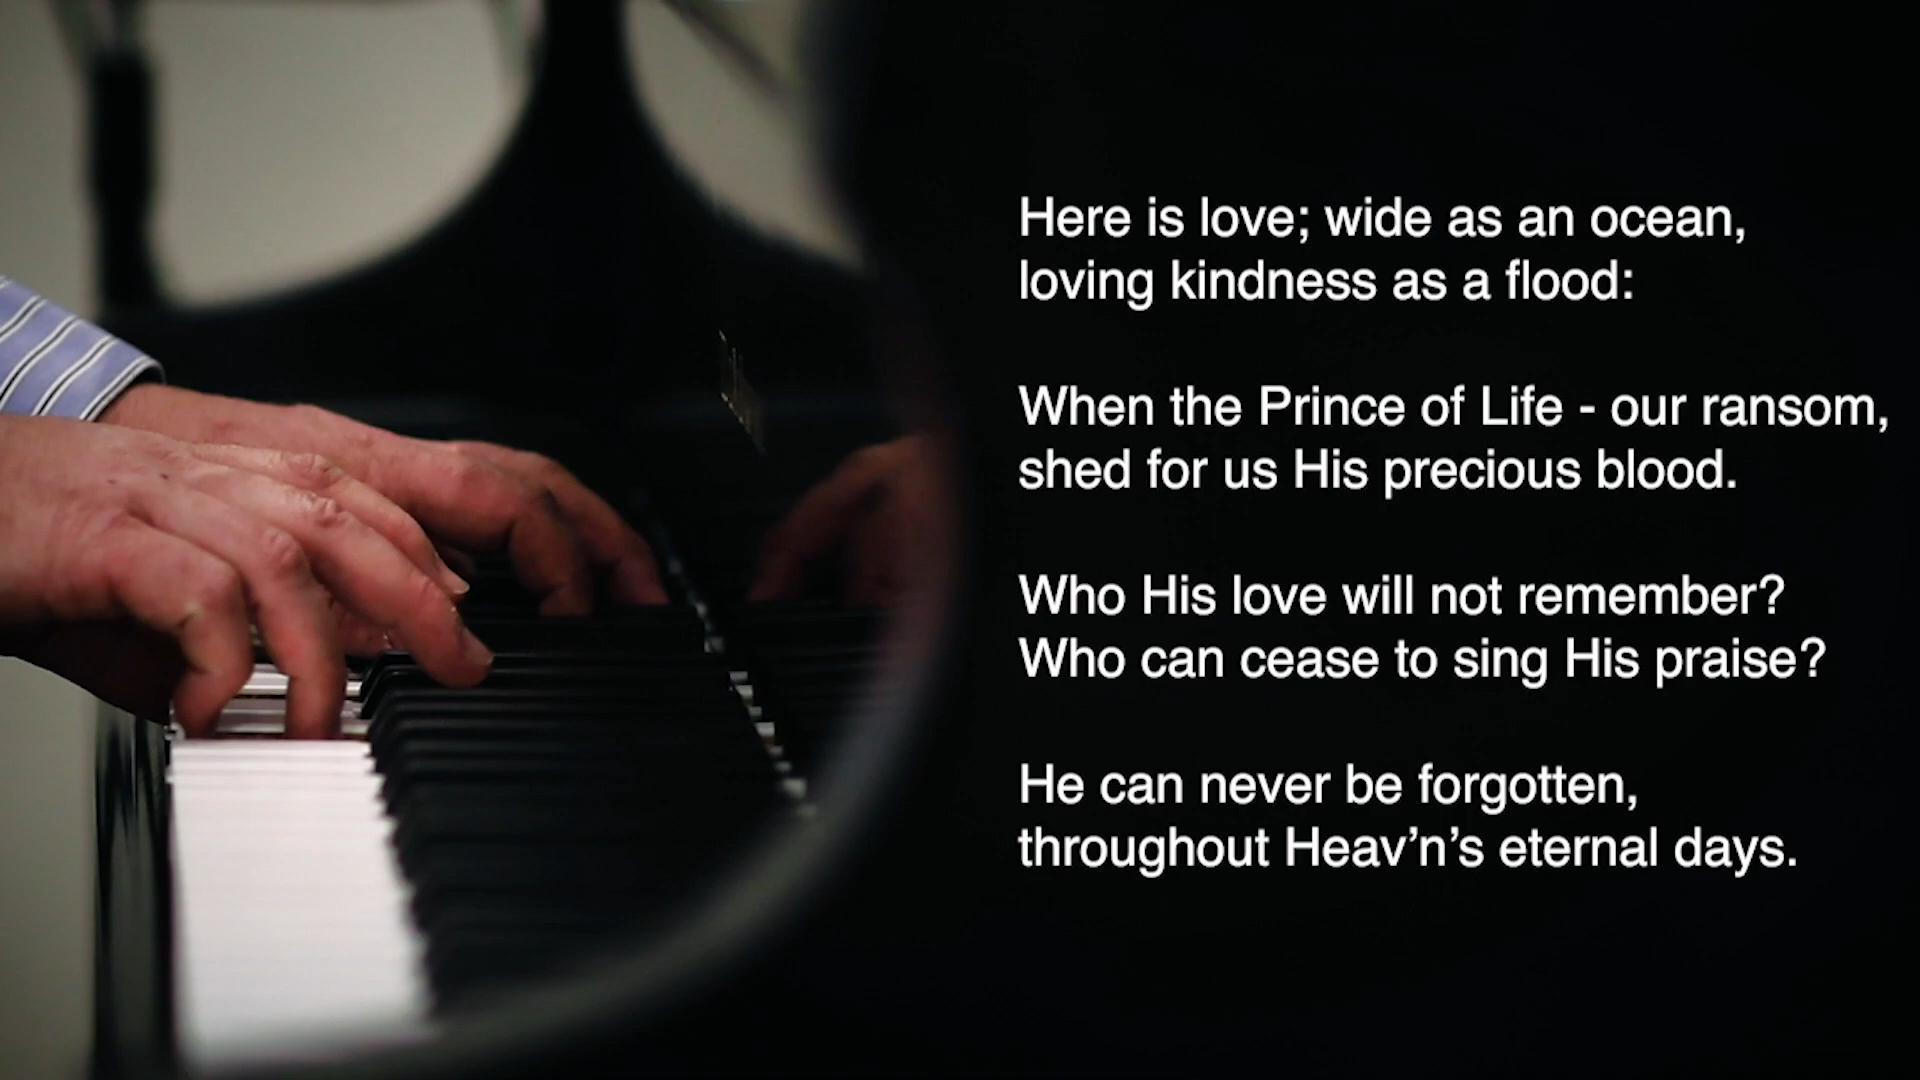 Here is love; wide as an ocean,
loving kindness as a flood:
When the Prince of Life - our ransom,
shed for us His precious blood.
Who His love will not remember?
Who can cease to sing His praise?
He can never be forgotten,
throughout Heav’n’s eternal days.